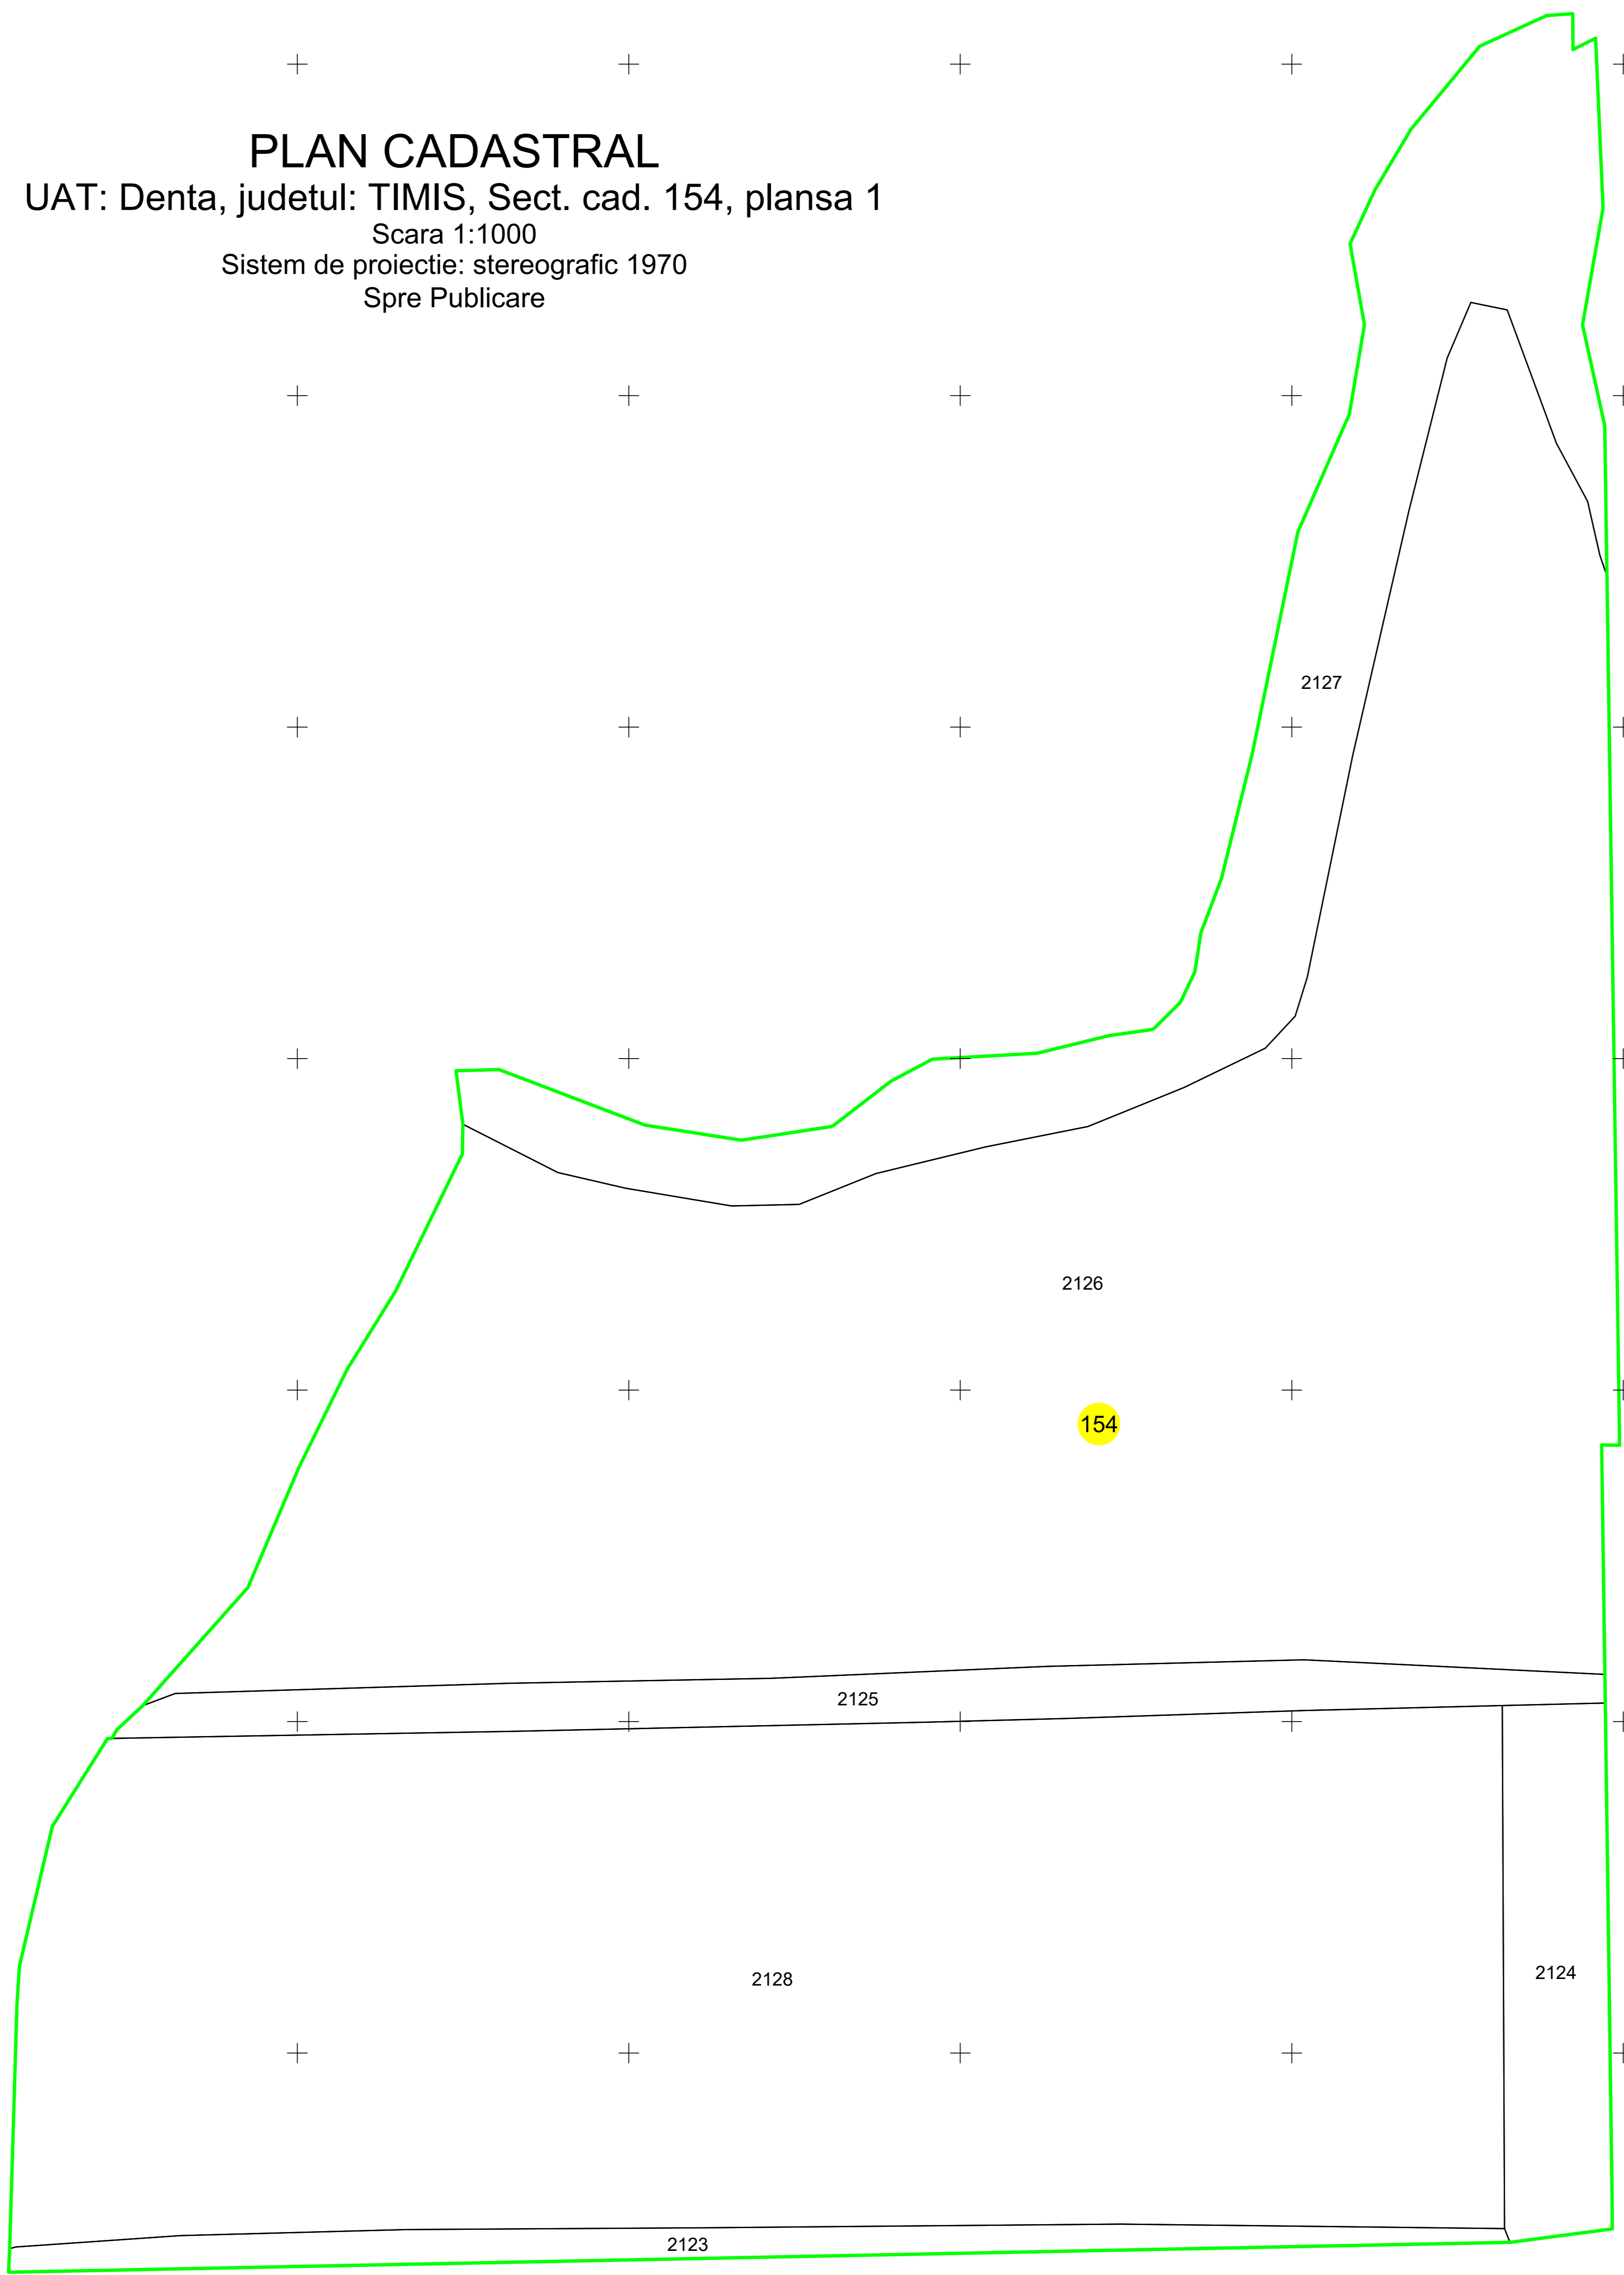 PLAN CADASTRAL
UAT: Denta, judetul: TIMIS, Sect. cad. 154, plansa 1
Scara 1:1000
Sistem de proiectie: stereografic 1970
Spre Publicare
2127
2126
154
2125
2124
2128
2123